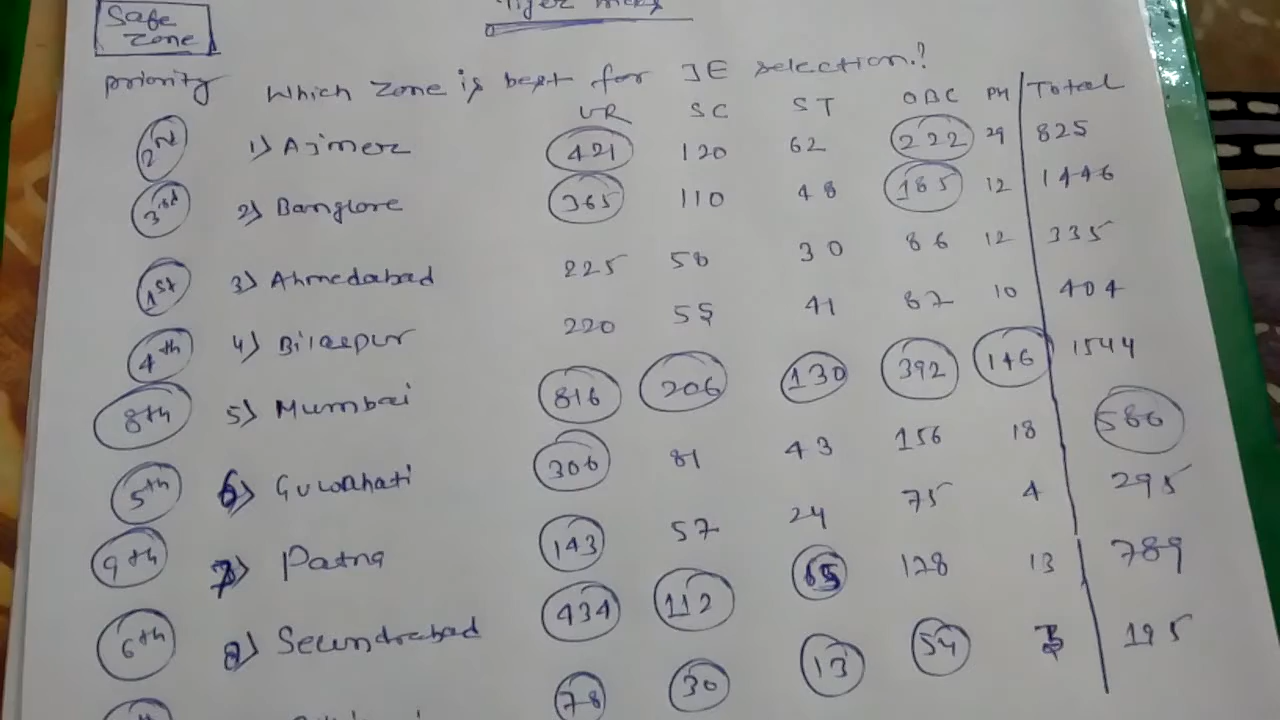 Safe
Zone
Tiger
priority Which Zone is best for JE selection.?
UR SC ST OBC PH Total
2nd 1) Ajmer 421 120 62 222 29 825
3rd 2) Banglore 365 110 48 185 12 1446
1st 3) Ahmedabad 225 58 30 86 12 335
4th 4) Bilaspur 220 55 41 87 10 404
8th 5) Mumbai 816 206 130 392 146 1544
5th 6) Guwahati 306 81 43 156 18 586
9th 7) Patna 143 57 24 75 4 295
6th 8) Secundrabad 434 112 65 128 13 789
78 30 13 54 195